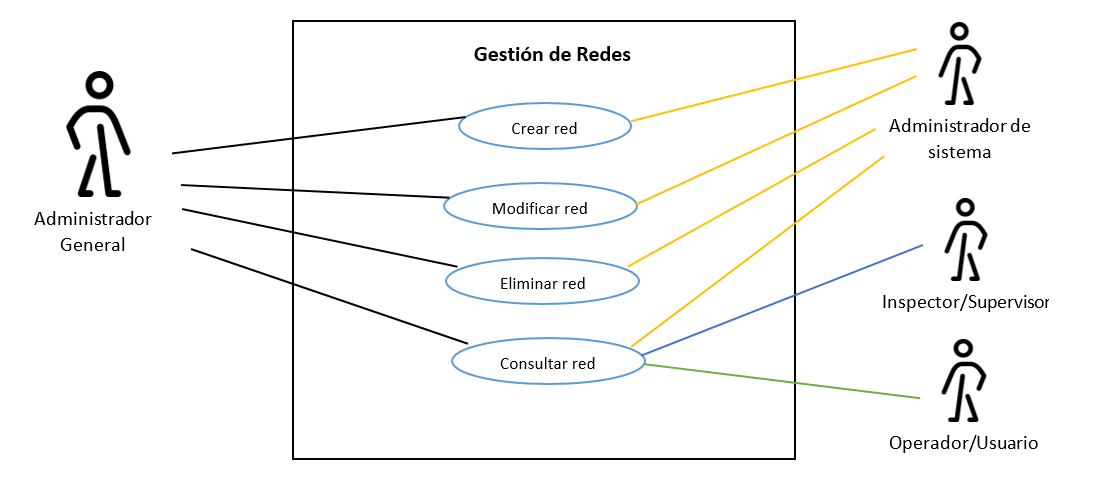 Gestión de Redes
Administrador
General
Crear red
Modificar red
Eliminar red
Consultar red
Administrador de
sistema
Inspector/Supervisor
Operador/Usuario